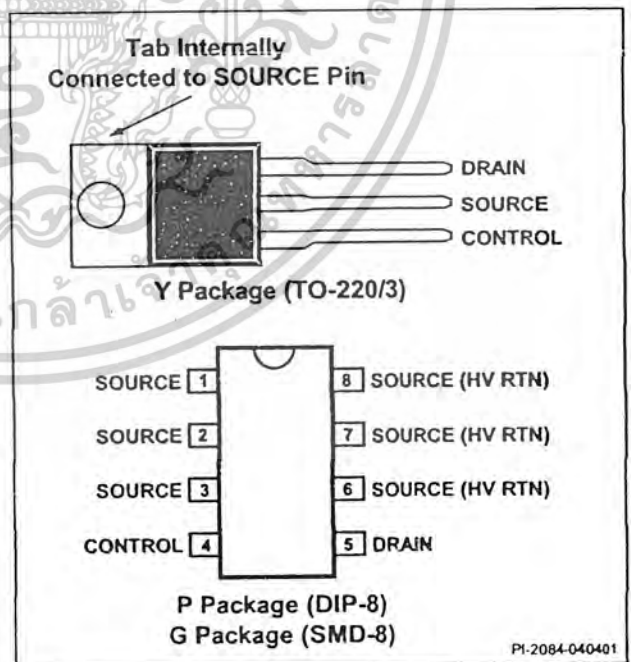 Tab Internally
Connected to SOURCE Pin
DRAIN
SOURCE
CONTROL
Y Package (TO-220/3)
SOURCE 1
8 SOURCE (HV RTN)
SOURCE 2
7 SOURCE (HV RTN)
SOURCE 3
6 SOURCE (HV RTN)
CONTROL 4
5 DRAIN
P Package (DIP-8)
G Package (SMD-8)
PI-2084-040401